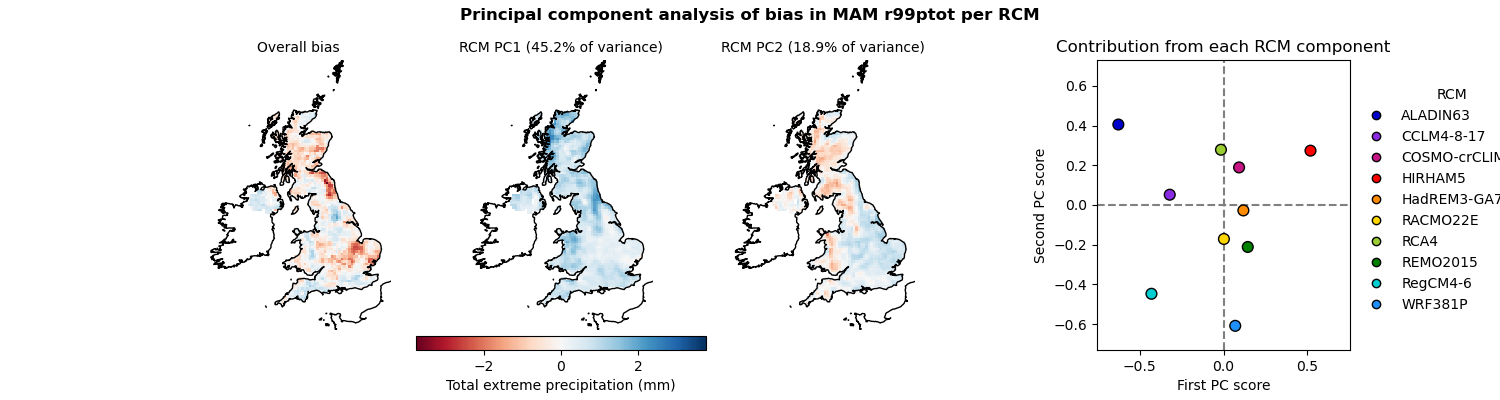 Principal component analysis of bias in MAM r99ptot per RCM
Overall bias
RCM PC1 (45.2% of variance)
RCM PC2 (18.9% of variance)
Contribution from each RCM component
−2
0
2
Total extreme precipitation (mm)
Second PC score
0.6
0.4
0.2
0.0
−0.2
−0.4
−0.6
−0.5
0.0
0.5
First PC score
RCM
ALADIN63
CCLM4-8-17
COSMO-crCLIM
HIRHAM5
HadREM3-GA7
RACMO22E
RCA4
REMO2015
RegCM4-6
WRF381P